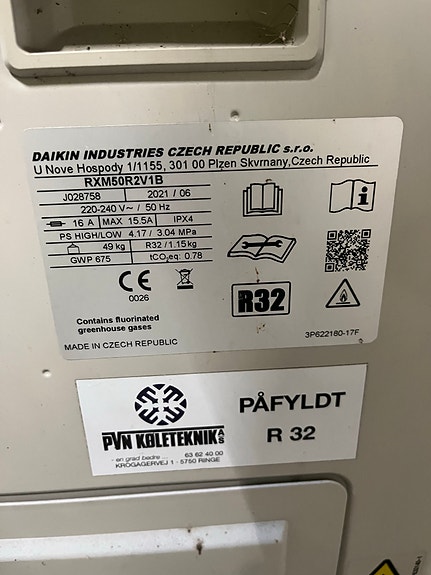 DAIKIN INDUSTRIES CZECH REPUBLIC s.r.o.
U Nove Hospody 1/1155, 301 00 Plzen Skvrnany,Czech Republic
RXM50R2V1B
J028758 2021 / 06
220-240 V~ / 50 Hz
16 A MAX 15.5A IPX4
PS HIGH/LOW 4.17 / 3.04 MPa
49 kg R32 / 1.15kg
GWP 675 tCO₂eq: 0.78
CE
0026
R32
Contains fluorinated
greenhouse gases
MADE IN CZECH REPUBLIC
3P622180-17F
PVN KØLETEKNIK A/S
- en grad bedre... 63 62 40 00
KROGAGERVEJ 1 - 5750 RINGE
PÅFYLDT
R 32